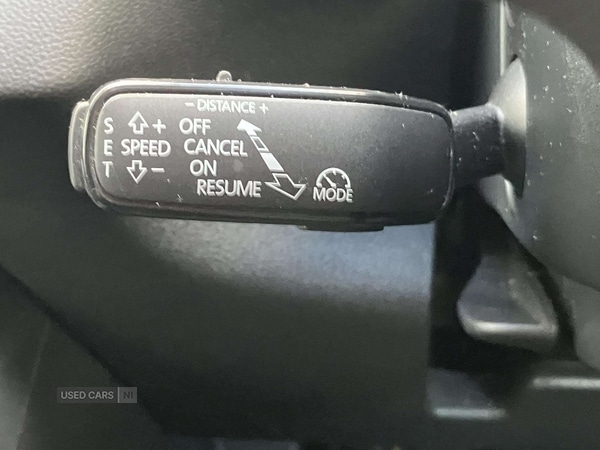 - DISTANCE +
S + OFF
E SPEED CANCEL
T - ON
RESUME
MODE
USED CARS NI